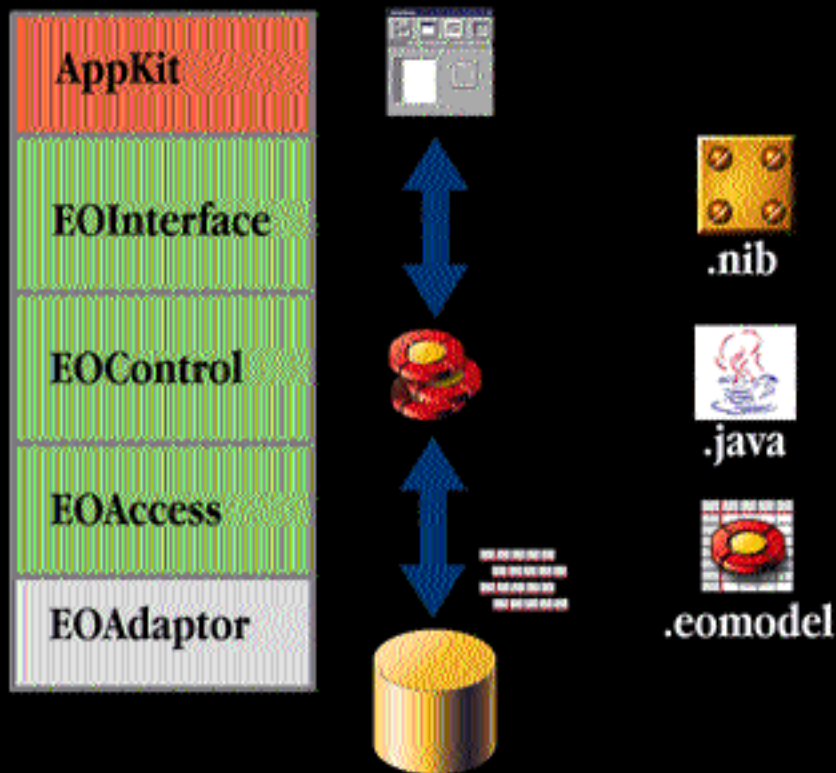 AppKit
EOInterface
EOControl
EOAccess
EOAdaptor
.nib
.java
.eomodel